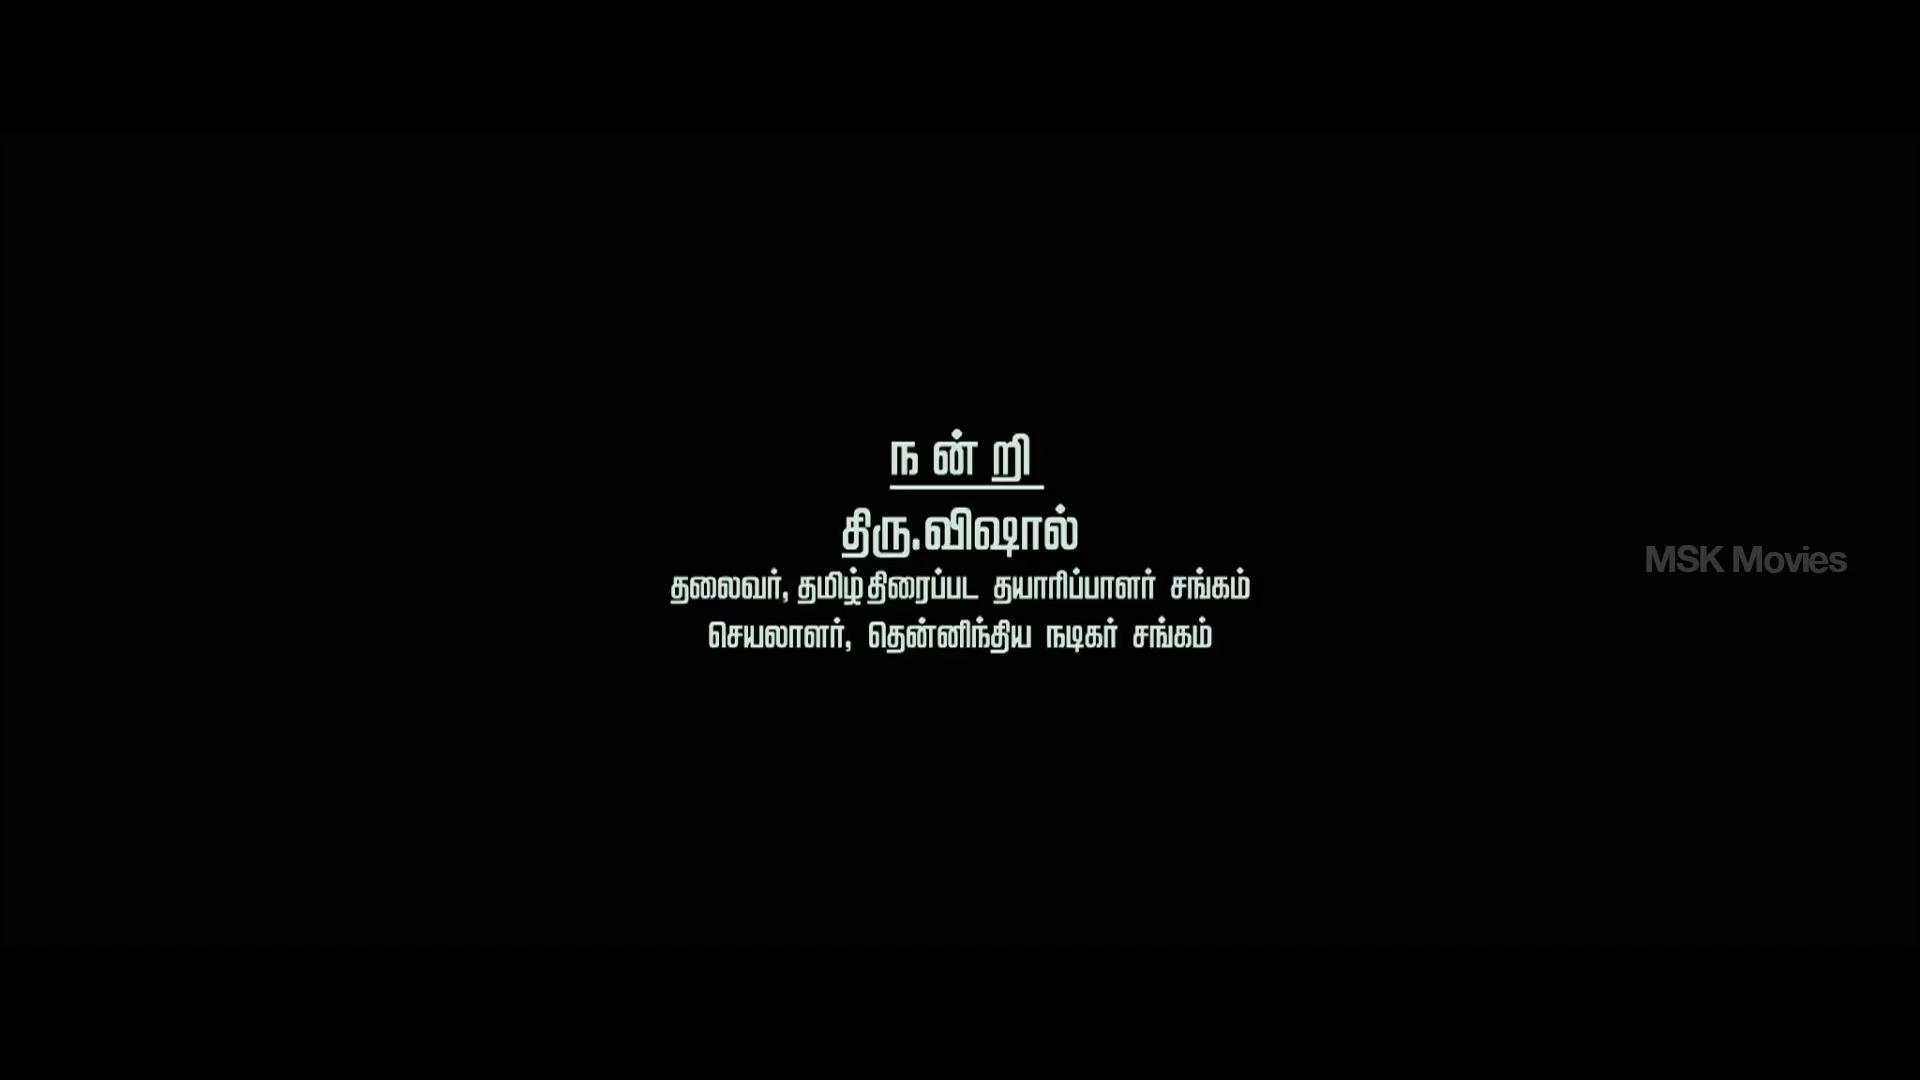 நன்றி
திரு.விஷால்
தலைவர், தமிழ்திரைப்பட தயாரிப்பாளர் சங்கம்
செயலாளர், தென்னிந்திய நடிகர் சங்கம்
MSK Movies